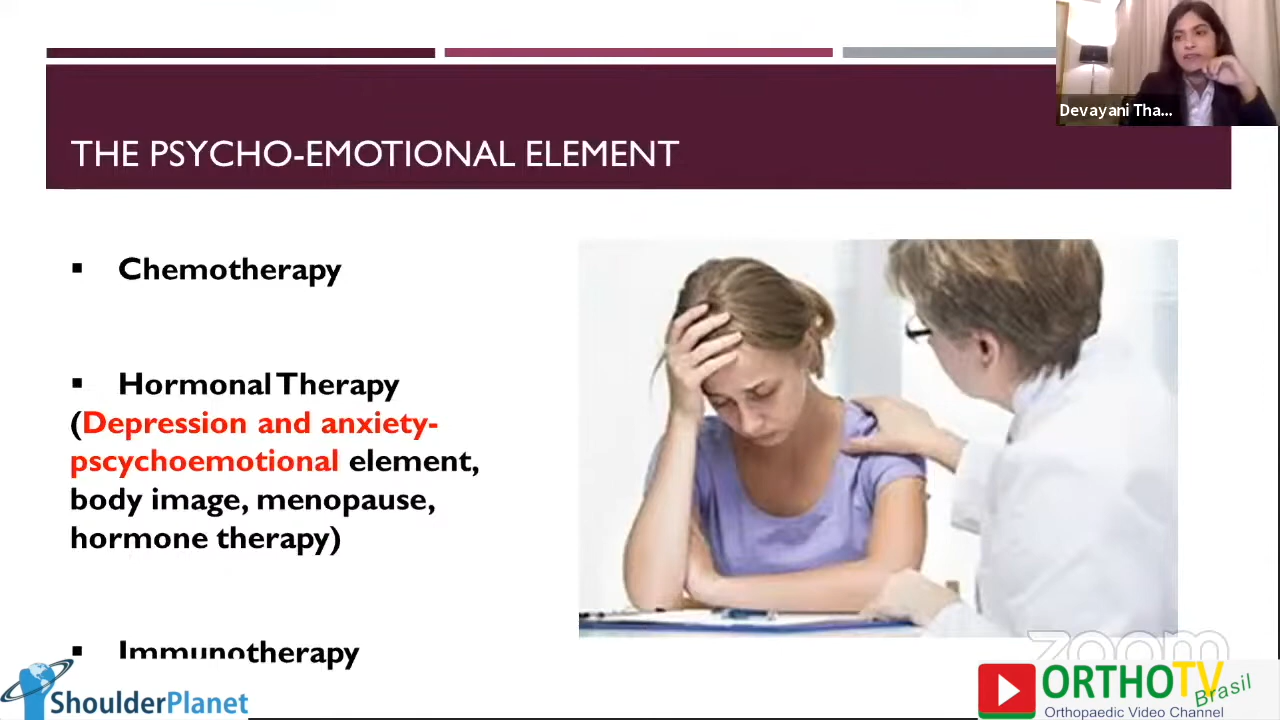 Devayani Tha...
THE PSYCHO-EMOTIONAL ELEMENT
▪ Chemotherapy
▪ Hormonal Therapy
(Depression and anxiety-
pscychoemotional element,
body image, menopause,
hormone therapy)
▪ Immunotherapy
zoom
ShoulderPlanet
ORTHOTV
Brasil
Orthopaedic Video Channel